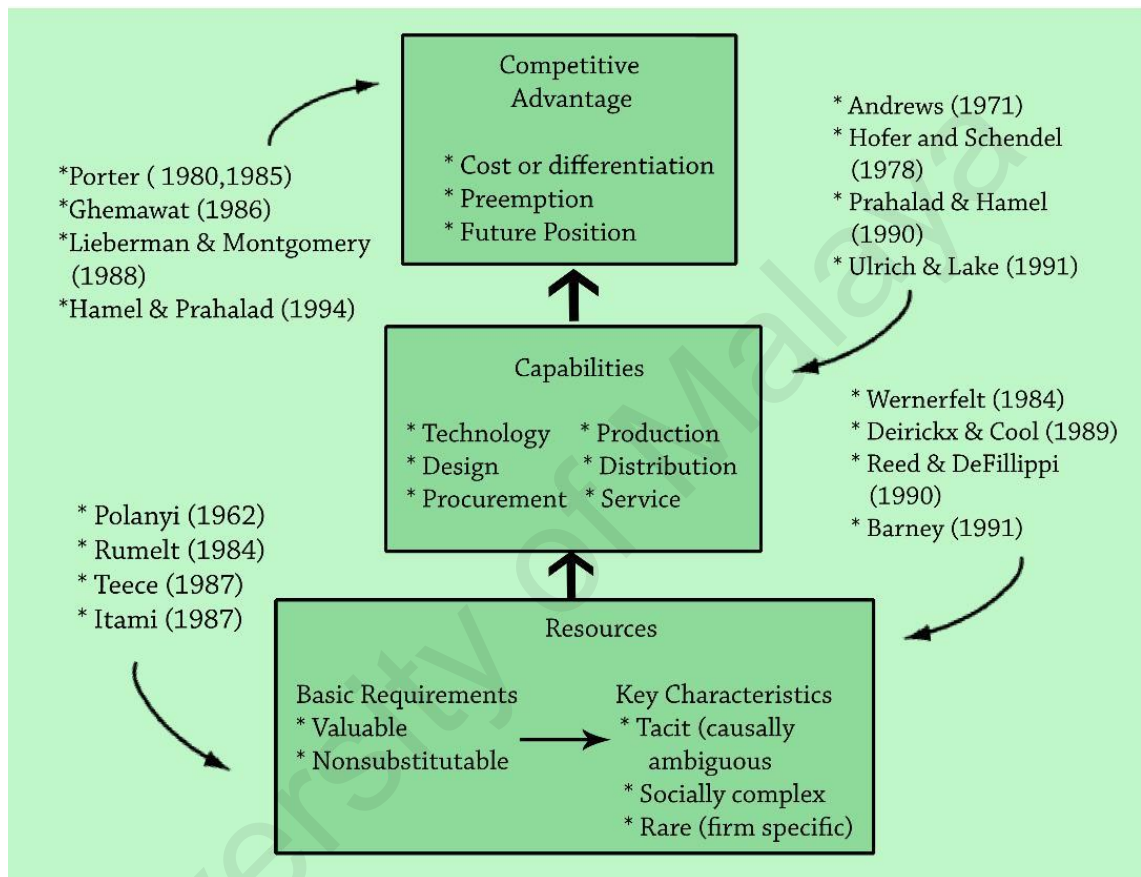 Competitive
Advantage
* Cost or differentiation
* Preemption
* Future Position
*Porter ( 1980,1985)
*Ghemawat (1986)
*Lieberman & Montgomery
(1988)
*Hamel & Prahalad (1994)
* Andrews (1971)
* Hofer and Schendel
(1978)
* Prahalad & Hamel
(1990)
* Ulrich & Lake (1991)
Capabilities
* Technology * Production
* Design * Distribution
* Procurement * Service
* Wernerfelt (1984)
* Deirickx & Cool (1989)
* Reed & DeFillippi
(1990)
* Barney (1991)
* Polanyi (1962)
* Rumelt (1984)
* Teece (1987)
* Itami (1987)
Resources
Basic Requirements
* Valuable
* Nonsubstitutable
Key Characteristics
* Tacit (causally
ambiguous
* Socially complex
* Rare (firm specific)
University of Malaya